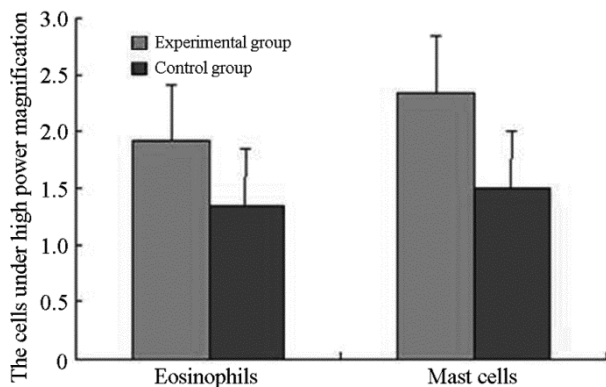 The cells under high power magnification
3.0
2.5
2.0
1.5
1.0
0.5
0
Experimental group
Control group
Eosinophils
Mast cells